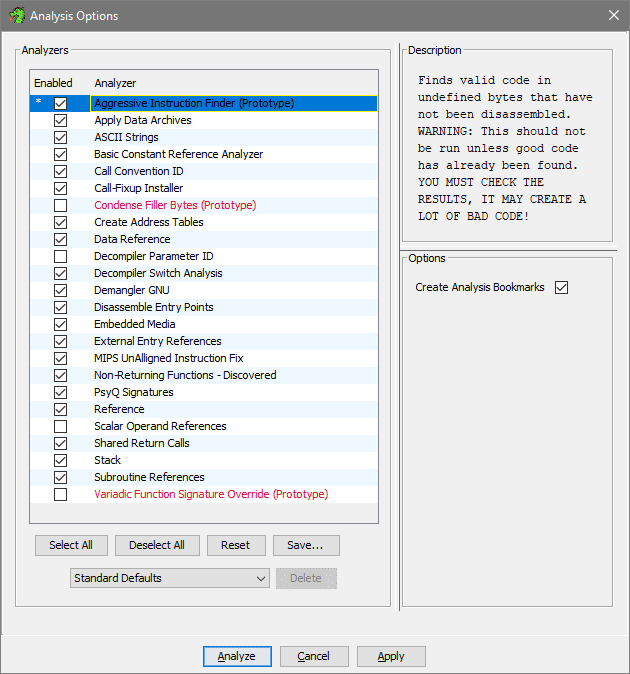 Analysis Options
Analyzers
Enabled Analyzer
* Aggressive Instruction Finder (Prototype)
Apply Data Archives
ASCII Strings
Basic Constant Reference Analyzer
Call Convention ID
Call-Fixup Installer
Condense Filler Bytes (Prototype)
Create Address Tables
Data Reference
Decompiler Parameter ID
Decompiler Switch Analysis
Demangler GNU
Disassemble Entry Points
Embedded Media
External Entry References
MIPS UnAlligned Instruction Fix
Non-Returning Functions - Discovered
PsyQ Signatures
Reference
Scalar Operand References
Shared Return Calls
Stack
Subroutine References
Variadic Function Signature Override (Prototype)
Select All Deselect All Reset Save...
Standard Defaults Delete
Description
Finds valid code in
undefined bytes that have
not been disassembled.
WARNING: This should not
be run unless good code
has already been found.
YOU MUST CHECK THE
RESULTS, IT MAY CREATE A
LOT OF BAD CODE!
Options
Create Analysis Bookmarks
Analyze Cancel Apply